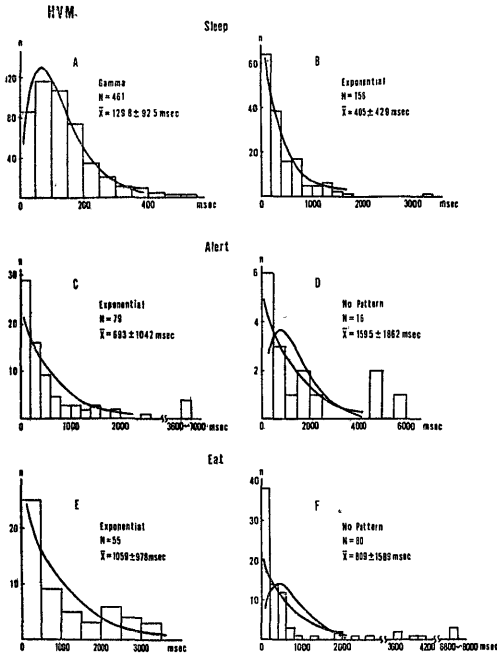 HVM
Sleep
n
A
Gamma
N = 461
X̄ = 129.8 ± 92.5 msec
120
80
40
0
200
400
msec
n
B
Exponential
N = 156
X̄ = 405 ± 429 msec
60
40
20
0
1000
2000
3000
msec
Alert
n
C
Exponential
N = 79
X̄ = 693 ± 1042 msec
30
20
10
0
1000
2000
msec
n
D
No Pattern
N = 16
X̄ = 1595 ± 1862 msec
6
4
2
0
2000
4000
6000
msec
Eat
n
E
Exponential
N = 55
X̄ = 1059 ± 978 msec
20
10
0
1000
2000
3000
msec
n
F
No Pattern
N = 80
X̄ = 809 ± 1589 msec
40
30
20
10
0
1000
2000
3600
4200
6600~8000 msec